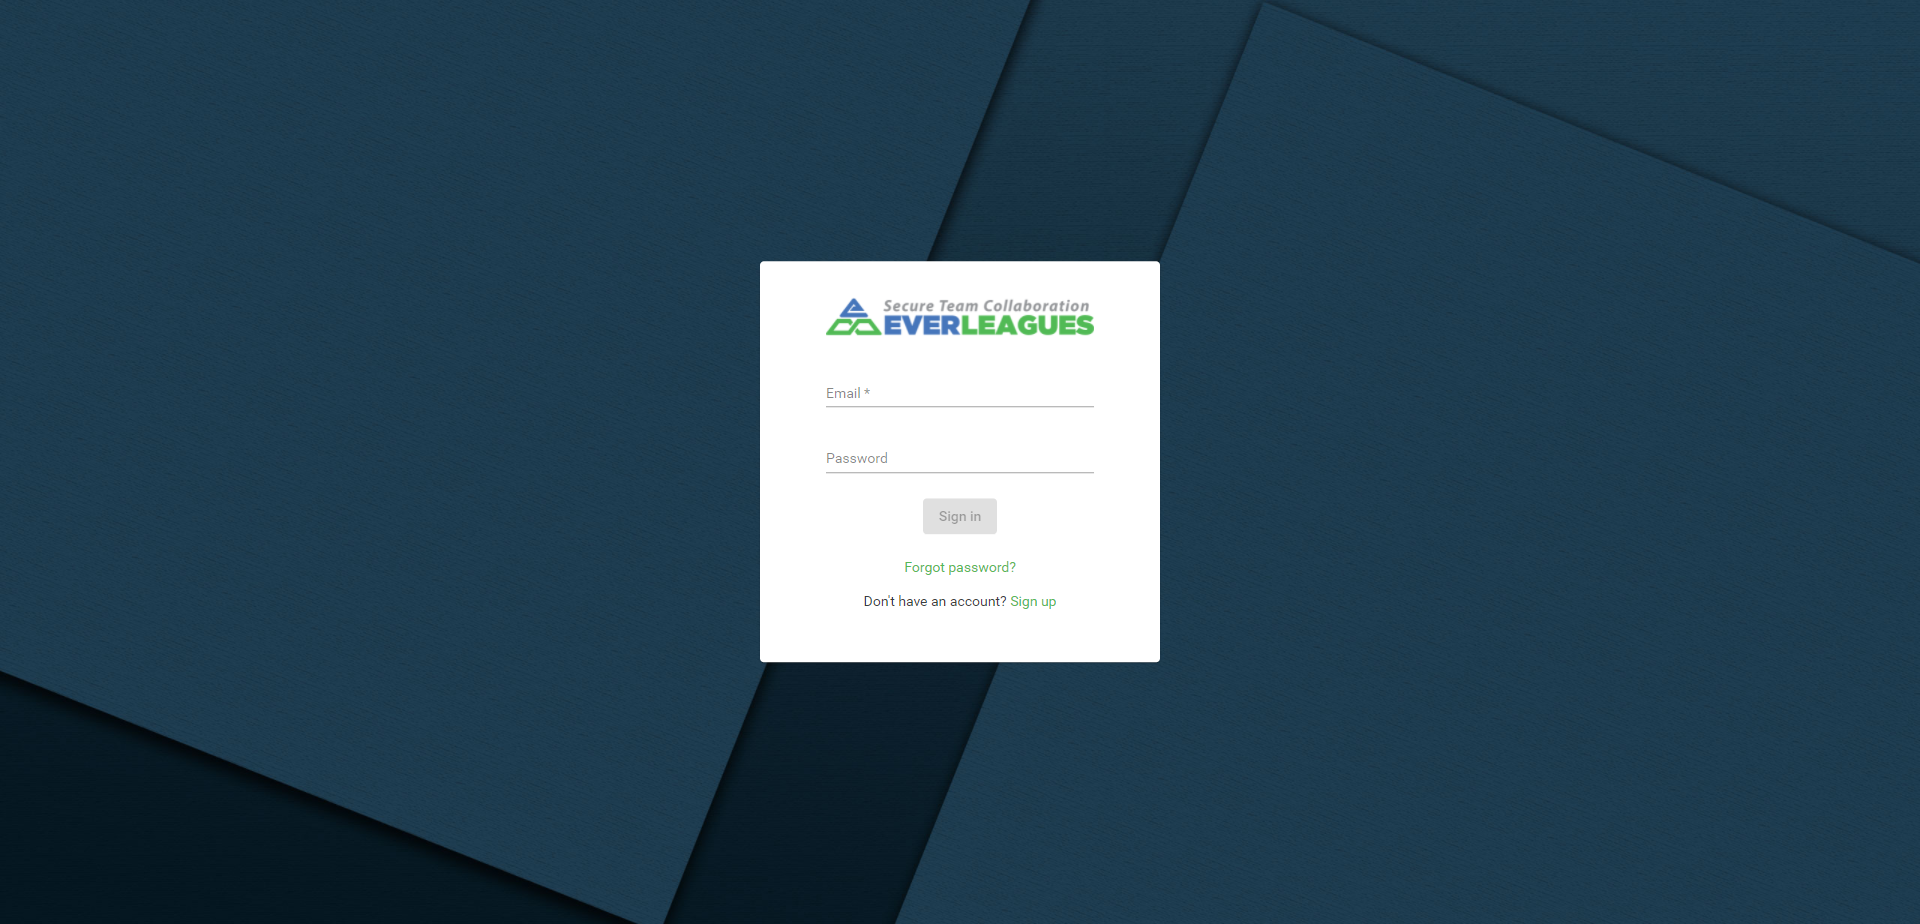 Secure Team Collaboration
EVERLEAGUES
Email *
Password
Sign in
Forgot password?
Don't have an account? Sign up